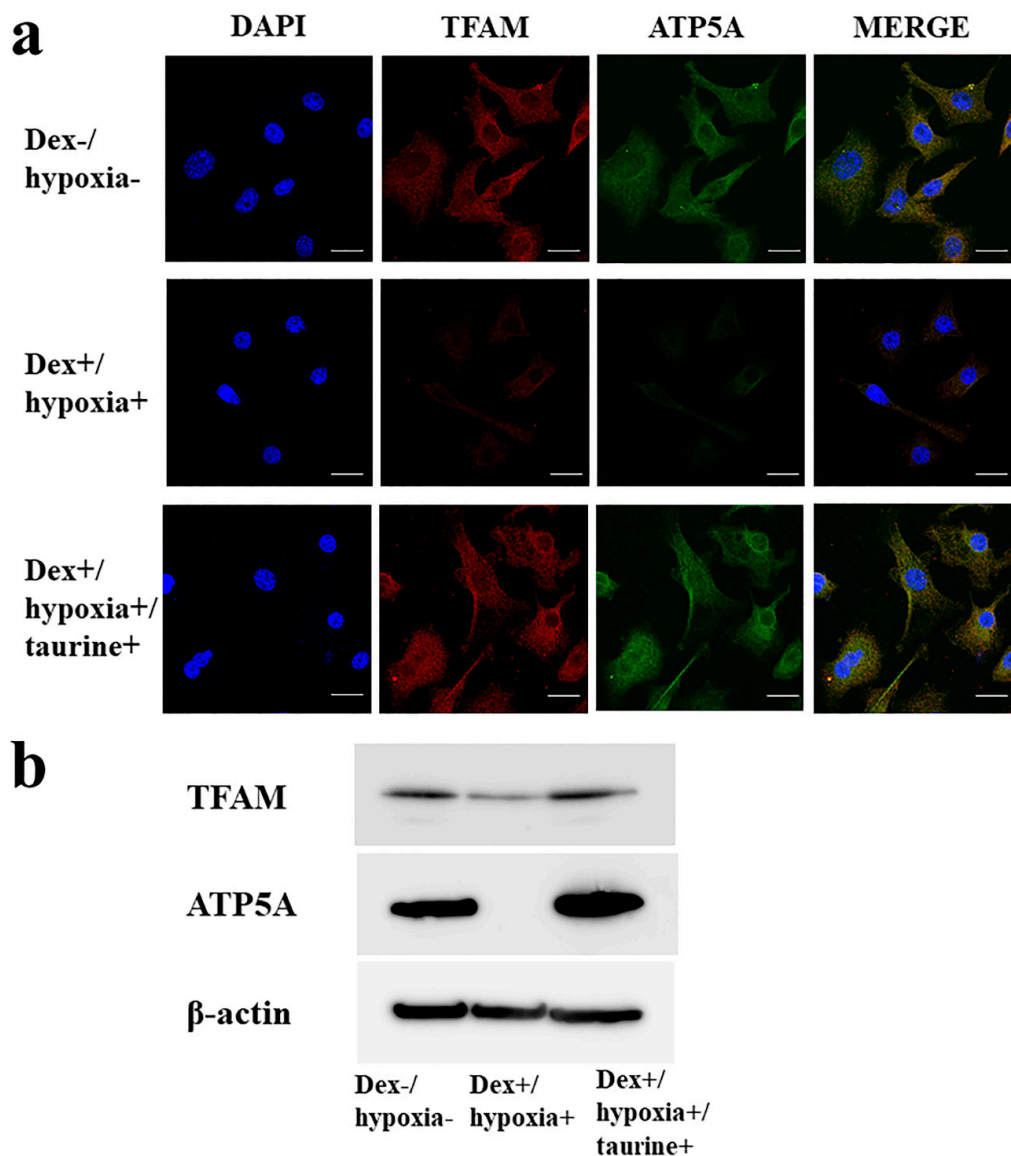 a
DAPI TFAM ATP5A MERGE
Dex-/
hypoxia-
Dex+/
hypoxia+
Dex+/
hypoxia+/
taurine+
b
TFAM
ATP5A
β-actin
Dex-/ Dex+/ Dex+/
hypoxia- hypoxia+ hypoxia+/
taurine+